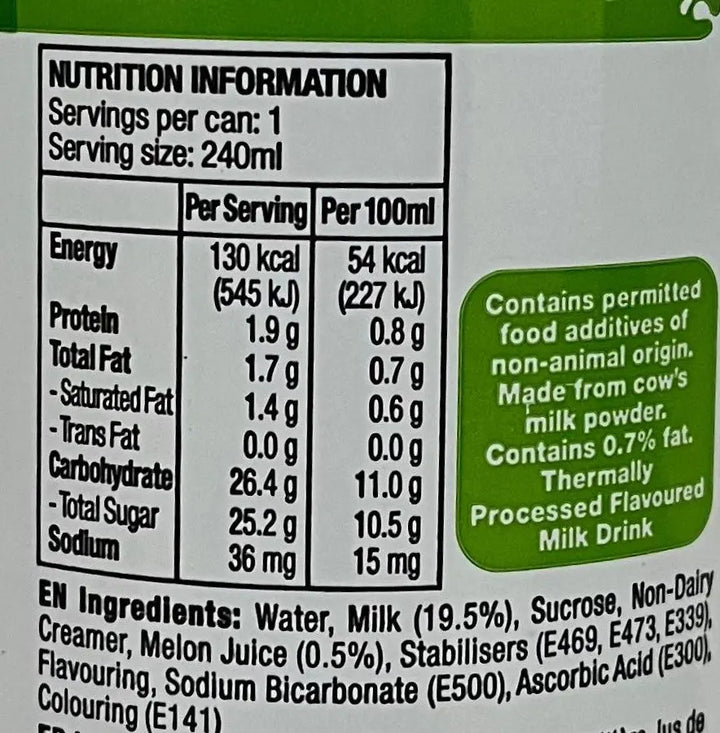 NUTRITION INFORMATION
Servings per can: 1
Serving size: 240ml
Per Serving Per 100ml
Energy 130 kcal 54 kcal
(545 kJ) (227 kJ)
Protein 1.9 g 0.8 g
Total Fat 1.7 g 0.7 g
- Saturated Fat 1.4 g 0.6 g
- Trans Fat 0.0 g 0.0 g
Carbohydrate 26.4 g 11.0 g
- Total Sugar 25.2 g 10.5 g
Sodium 36 mg 15 mg
Contains permitted
food additives of
non-animal origin.
Made from cow's
milk powder.
Contains 0.7% fat.
Thermally
Processed Flavoured
Milk Drink
EN Ingredients: Water, Milk (19.5%), Sucrose, Non-Dairy
Creamer, Melon Juice (0.5%), Stabilisers (E469, E473, E339),
Flavouring, Sodium Bicarbonate (E500), Ascorbic Acid (E300),
Colouring (E141)
Jus de